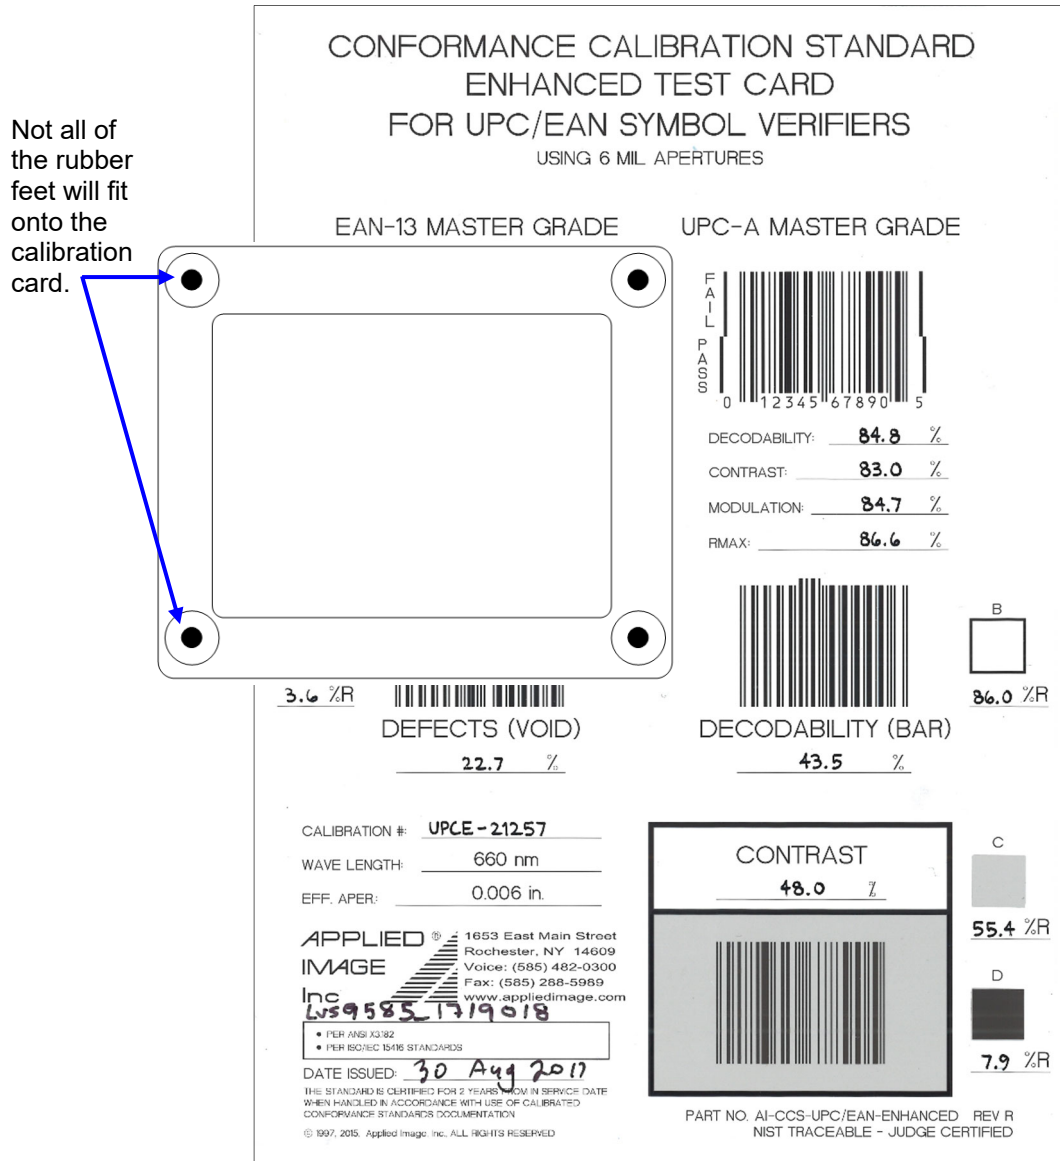 CONFORMANCE CALIBRATION STANDARD
ENHANCED TEST CARD
FOR UPC/EAN SYMBOL VERIFIERS
USING 6 MIL APERTURES
Not all of
the rubber
feet will fit
onto the
calibration
card.
EAN-13 MASTER GRADE
UPC-A MASTER GRADE
FAIL
PASS
0 12345 67890 5
DECODABILITY: 84.8 %
CONTRAST: 83.0 %
MODULATION: 84.7 %
RMAX: 86.6 %
B
86.0 %R
3.6 %R
DEFECTS (VOID)
22.7 %
DECODABILITY (BAR)
43.5 %
CALIBRATION #: UPCE-21257
WAVE LENGTH: 660 nm
EFF. APER.: 0.006 in.
APPLIED ®
IMAGE
Inc
1653 East Main Street
Rochester, NY 14609
Voice: (585) 482-0300
Fax: (585) 288-5989
www.appliedimage.com
LVS9585_1719018
• PER ANSI X3.182
• PER ISO/IEC 15416 STANDARDS
DATE ISSUED: 30 Aug 2017
THE STANDARD IS CERTIFIED FOR 2 YEARS FROM IN SERVICE DATE
WHEN HANDLED IN ACCORDANCE WITH USE OF CALIBRATED
CONFORMANCE STANDARDS DOCUMENTATION
© 1997, 2015, Applied Image, Inc., ALL RIGHTS RESERVED
CONTRAST
48.0 %
C
55.4 %R
D
7.9 %R
PART NO. AI-CCS-UPC/EAN-ENHANCED REV R
NIST TRACEABLE - JUDGE CERTIFIED